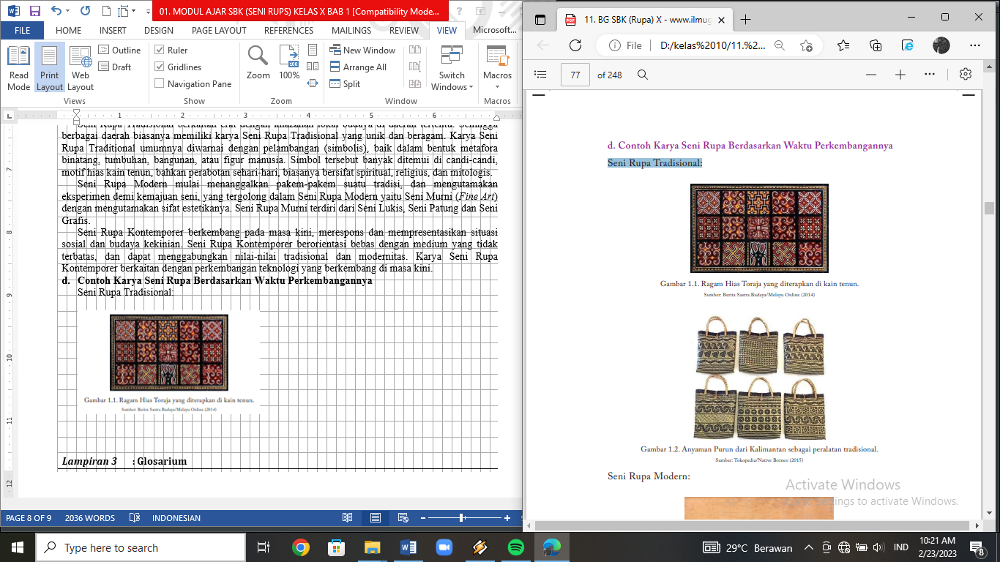 01. MODUL AJAR SBK (SENI RUPS) KELAS X BAB 1 [Compatibility Mode...
FILE HOME INSERT DESIGN PAGE LAYOUT REFERENCES MAILINGS REVIEW VIEW Microsoft...
Read Mode
Print Layout
Web Layout
Outline
Draft
Views
Ruler
Gridlines
Navigation Pane
Show
Zoom
100%
Zoom
New Window
Arrange All
Split
Switch Windows
Window
Macros
Macros
1 2 3 4 5 6
berbagai daerah biasanya memiliki karya Seni Rupa Tradisional yang unik dan beragam. Karya Seni
Rupa Traditional umumnya diwarnai dengan pelambangan (simbolis), baik dalam bentuk metafora
binatang, tumbuhan, bangunan, atau figur manusia. Simbol tersebut banyak ditemui di candi-candi,
motif hias kain tenun, bahkan perabotan sehari-hari, biasanya bersifat spiritual, religius, dan mitologis.
Seni Rupa Modern mulai menanggalkan pakem-pakem suatu tradisi, dan mengutamakan
eksperimen demi kemajuan seni, yang tergolong dalam Seni Rupa Modern yaitu Seni Murni (Fine Art)
dengan mengutamakan sifat estetikanya. Seni Rupa Murni terdiri dari Seni Lukis, Seni Patung dan Seni
Grafis.
Seni Rupa Kontemporer berkembang pada masa kini, merespons dan mempresentasikan situasi
sosial dan budaya kekinian. Seni Rupa Kontemporer berorientasi bebas dengan medium yang tidak
terbatas, dan dapat menggabungkan nilai-nilai tradisional dan modernitas. Karya Seni Rupa
Kontemporer berkaitan dengan perkembangan teknologi yang berkembang di masa kini.
d. Contoh Karya Seni Rupa Berdasarkan Waktu Perkembangannya
Seni Rupa Tradisional:
Gambar 1.1. Ragam Hias Toraja yang diterapkan di kain tenun.
Sumber: Berita Sastra Budaya/Melayu Online (2014)
Lampiran 3 : Glosarium
7
8
9
10
11
12
PAGE 8 OF 9 2036 WORDS INDONESIAN
11. BG SBK (Rupa) X - www.ilmug
File D:/kelas%2010/11.%2...
77 of 248
d. Contoh Karya Seni Rupa Berdasarkan Waktu Perkembangannya
Seni Rupa Tradisional:
Gambar 1.1. Ragam Hias Toraja yang diterapkan di kain tenun.
Sumber: Berita Sastra Budaya/Melayu Online (2014)
Gambar 1.2. Anyaman Purun dari Kalimantan sebagai peralatan tradisional.
Sumber: Tokopedia/Native Borneo (2015)
Seni Rupa Modern:
Activate Windows
to activate Windows.
Type here to search
29°C Berawan
IND
10:21 AM
2/23/2023
8